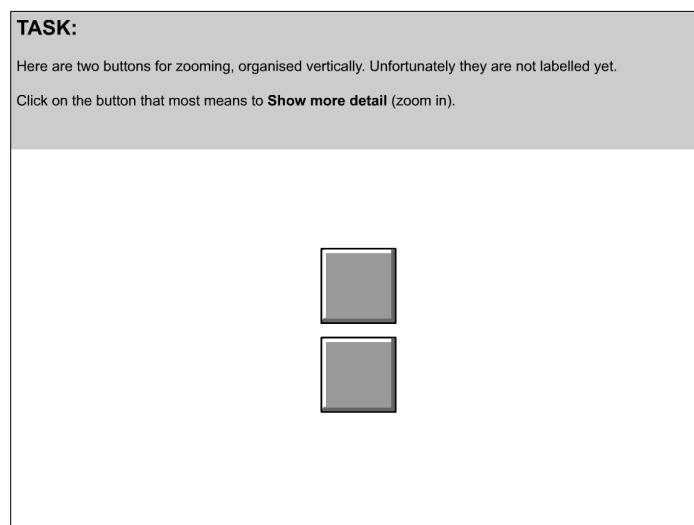 TASK:
Here are two buttons for zooming, organised vertically. Unfortunately they are not labelled yet.
Click on the button that most means to Show more detail (zoom in).